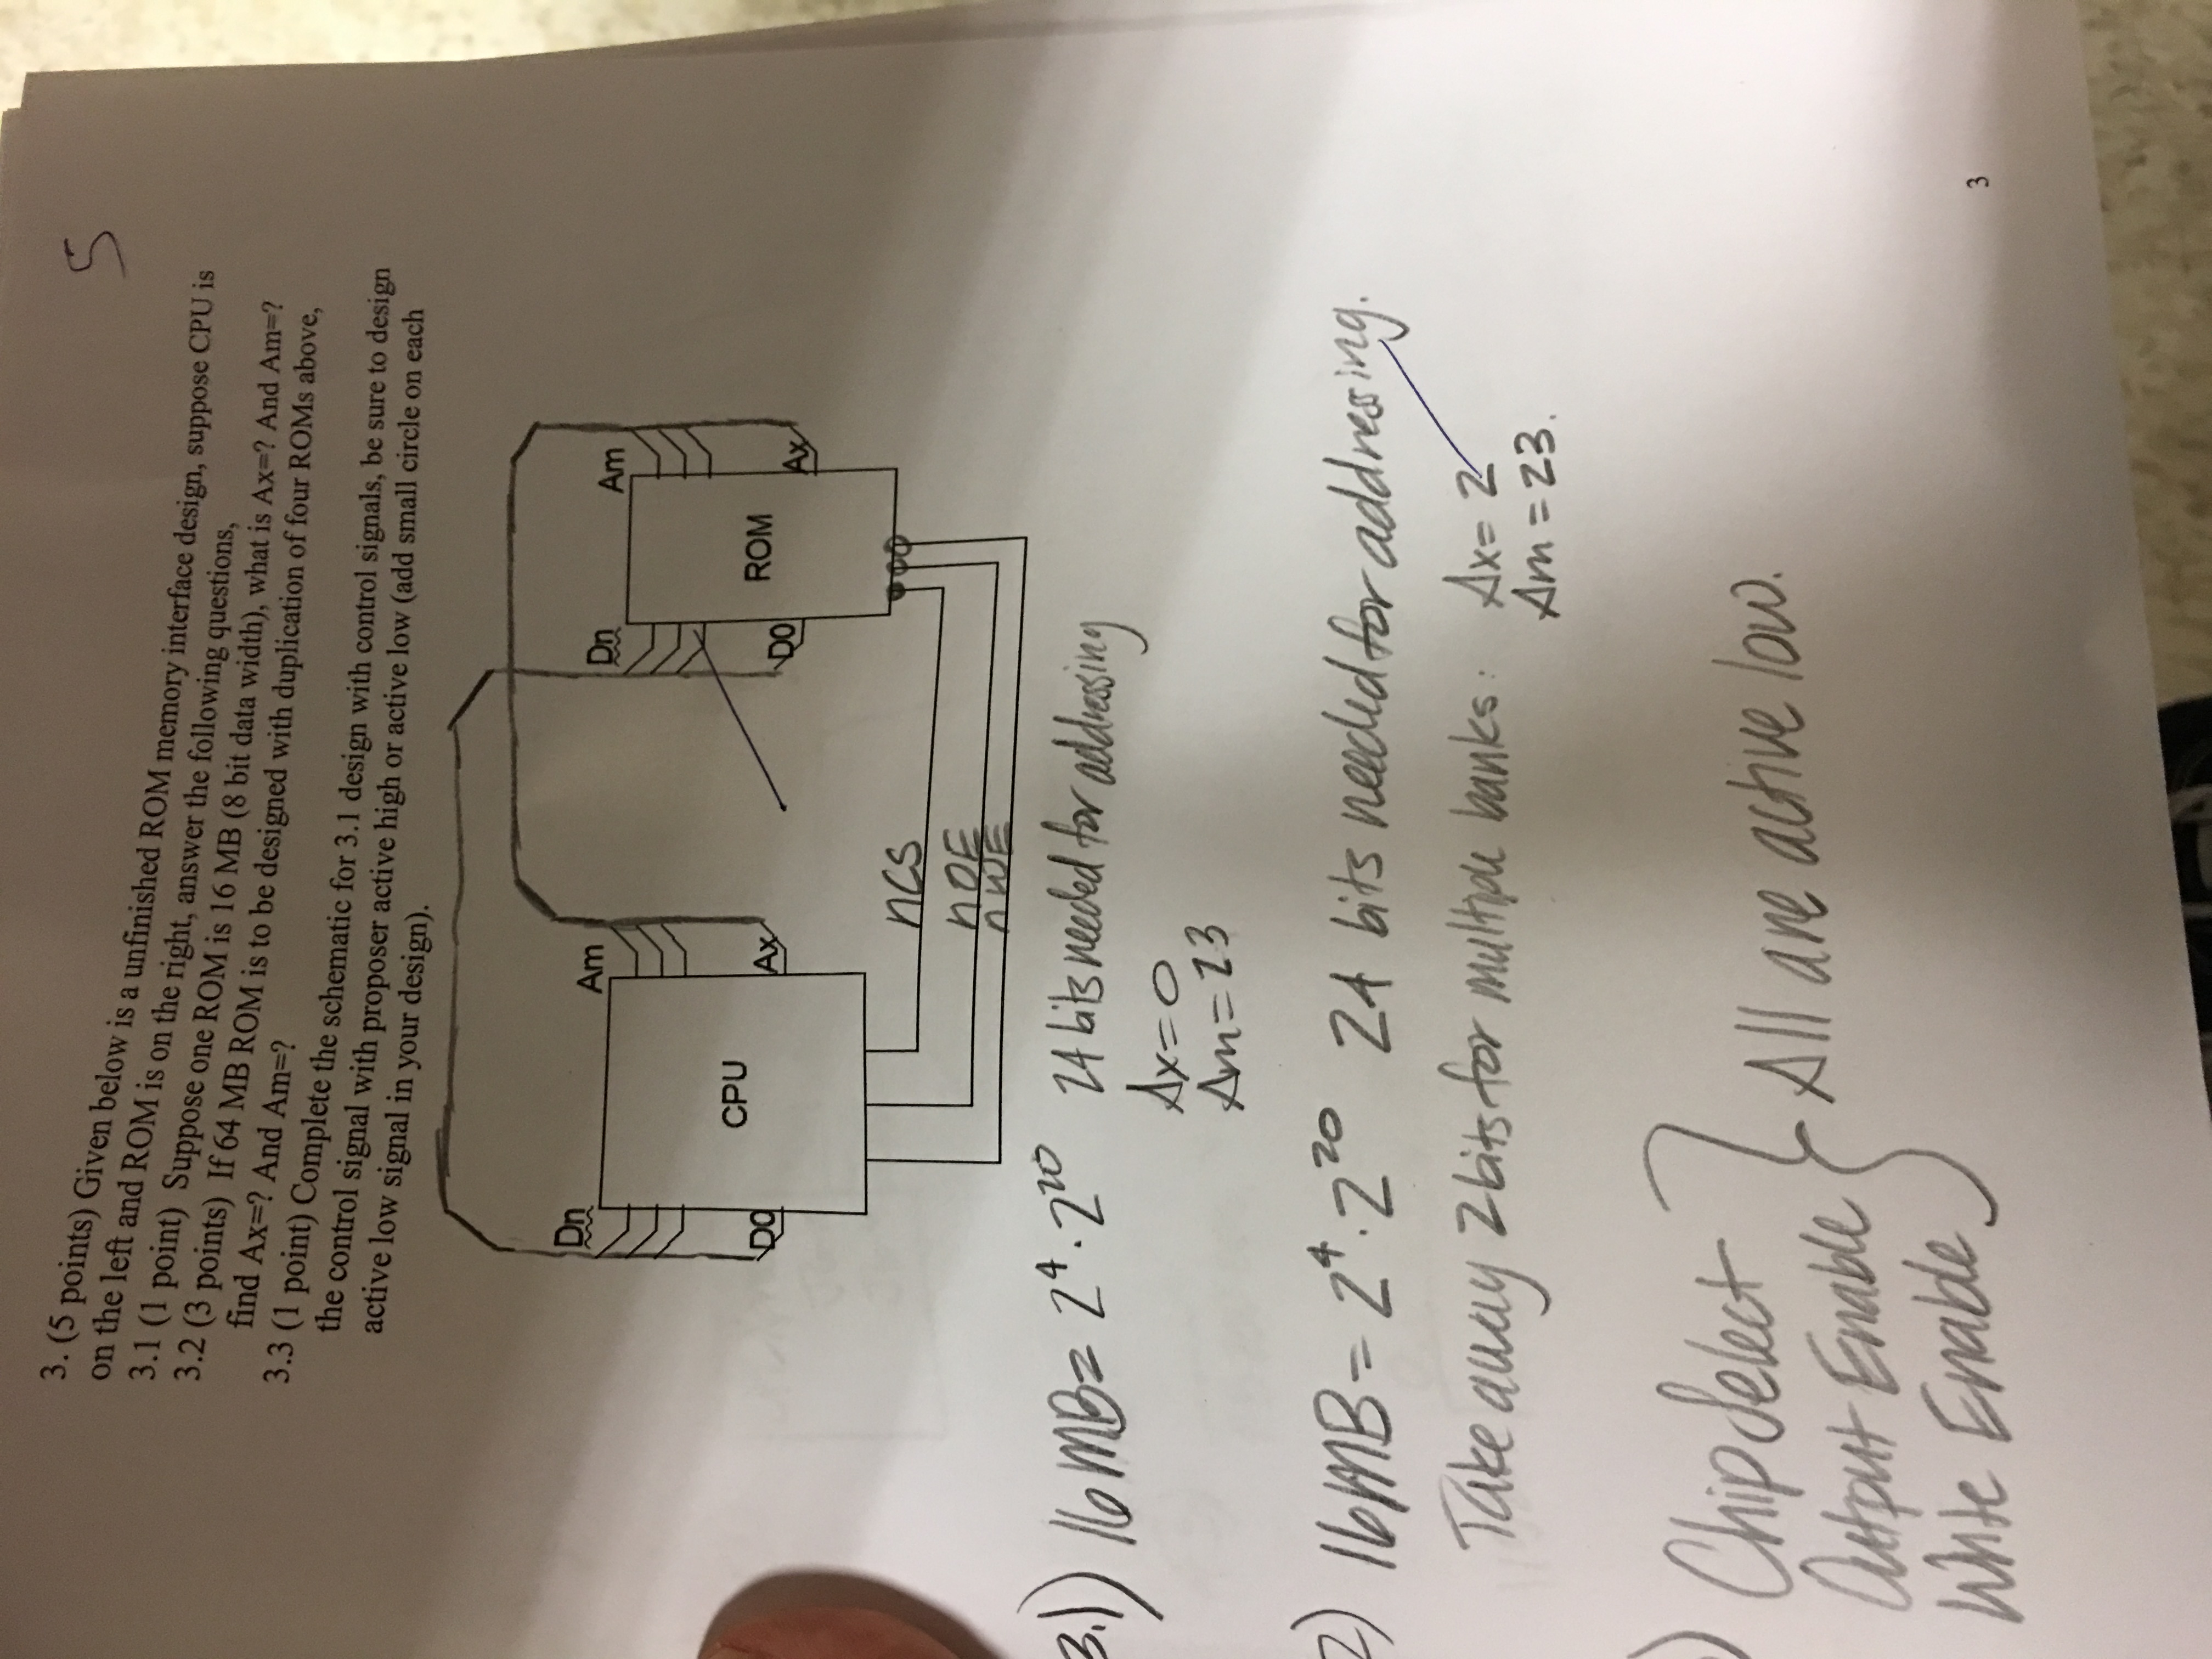 5
3. (5 points) Given below is a unfinished ROM memory interface design, suppose CPU is
on the left and ROM is on the right, answer the following questions,
3.1 (1 point) Suppose one ROM is 16 MB (8 bit data width), what is Ax=? And Am=?
3.2 (3 points) If 64 MB ROM is to be designed with duplication of four ROMs above,
find Ax=? And Am=?
3.3 (1 point) Complete the schematic for 3.1 design with control signals, be sure to design
the control signal with proposer active high or active low (add small circle on each
active low signal in your design).
Dn Am Dn Am
CPU ROM
D0 Ax D0 Ax
nCS
nOE
nWE
3.1) 16MB = 2^4 · 2^20 24 bits needed for addressing
Ax=0
Am=23
2) 16MB = 2^4 · 2^20 24 bits needed for addressing.
Take away 2 bits for multiple banks: Ax= 2
Am = 23.
) Chip Select
Output Enable } All are active low.
Write Enable
3